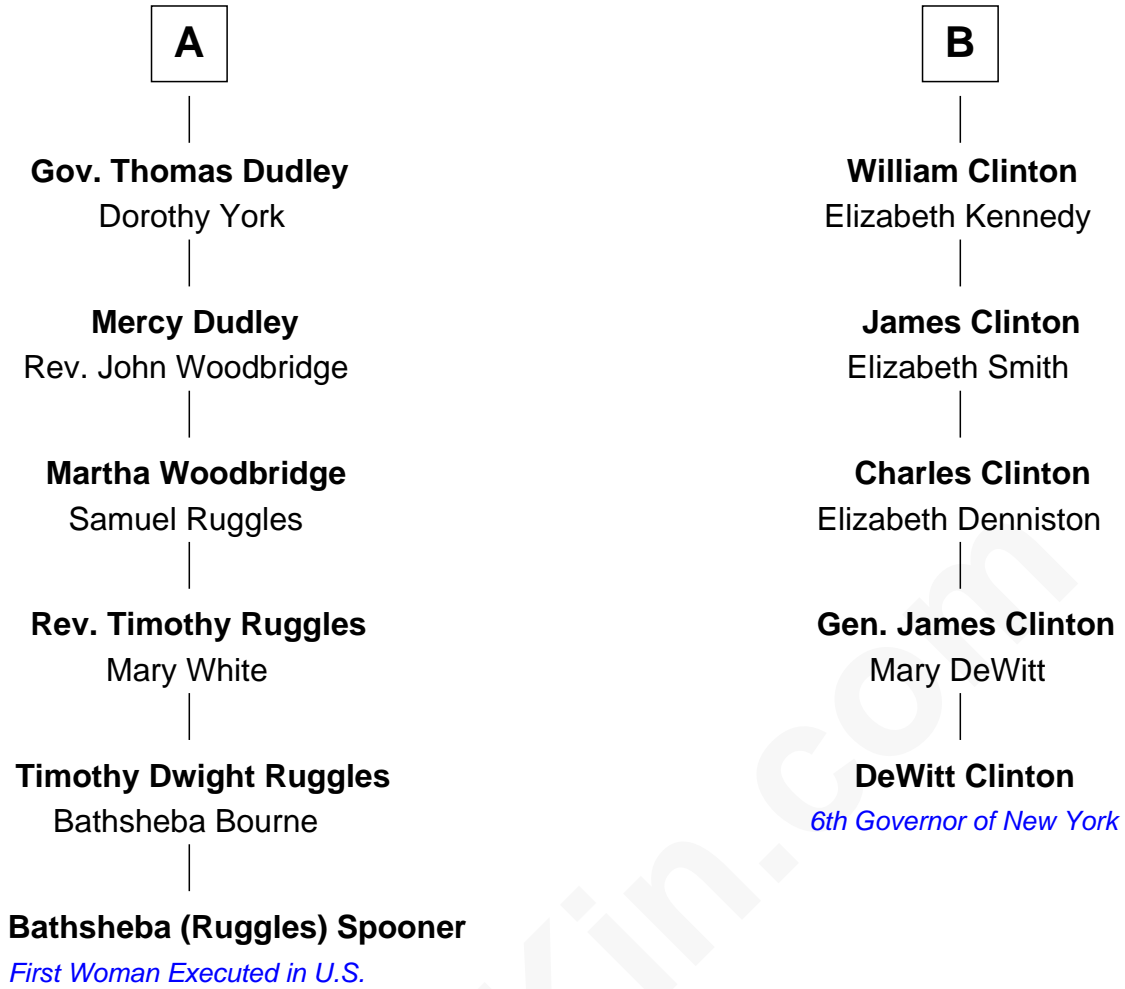 A
Gov. Thomas Dudley
Dorothy York
Mercy Dudley
Rev. John Woodbridge
Martha Woodbridge
Samuel Ruggles
Rev. Timothy Ruggles
Mary White
Timothy Dwight Ruggles
Bathsheba Bourne
Bathsheba (Ruggles) Spooner
First Woman Executed in U.S.
B
William Clinton
Elizabeth Kennedy
James Clinton
Elizabeth Smith
Charles Clinton
Elizabeth Denniston
Gen. James Clinton
Mary DeWitt
DeWitt Clinton
6th Governor of New York
Kin.com